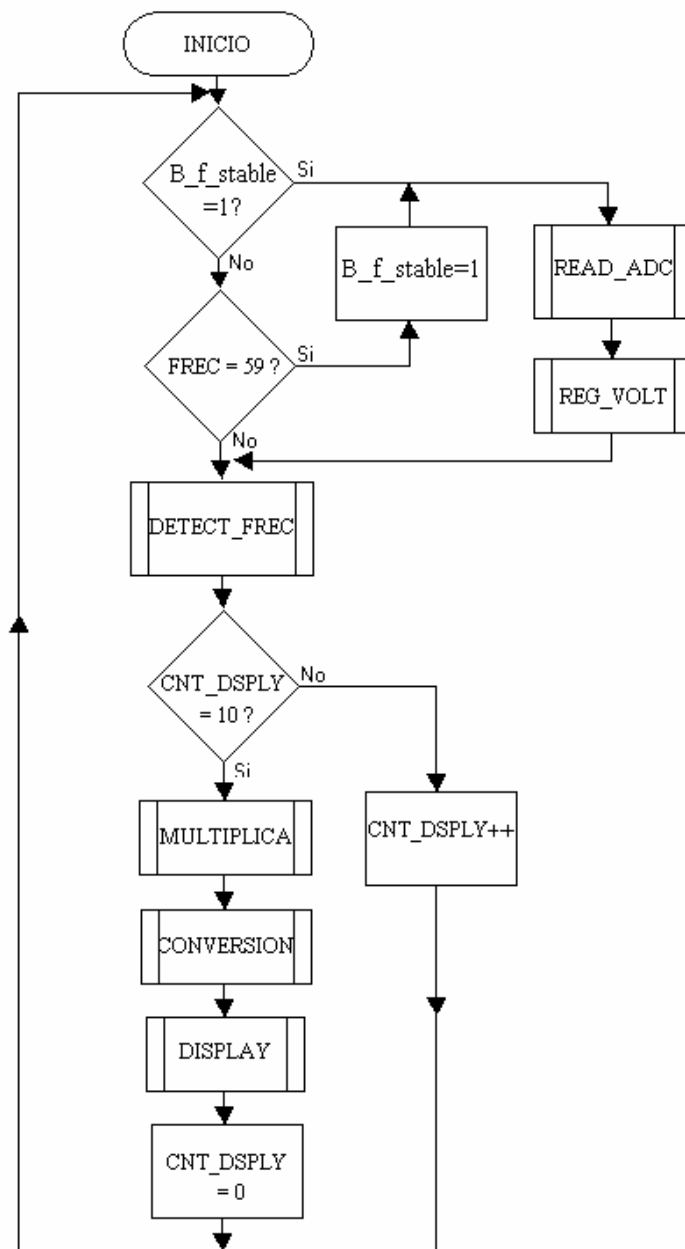 INICIO
B_f_stable
=1?
Si
No
B_f_stable=1
READ_ADC
FREC = 59 ?
Si
No
REG_VOLT
DETECT_FREC
CNT_DSPLY
= 10 ?
No
Si
MULTIPLICA
CNT_DSPLY++
CONVERSION
DISPLAY
CNT_DSPLY
= 0